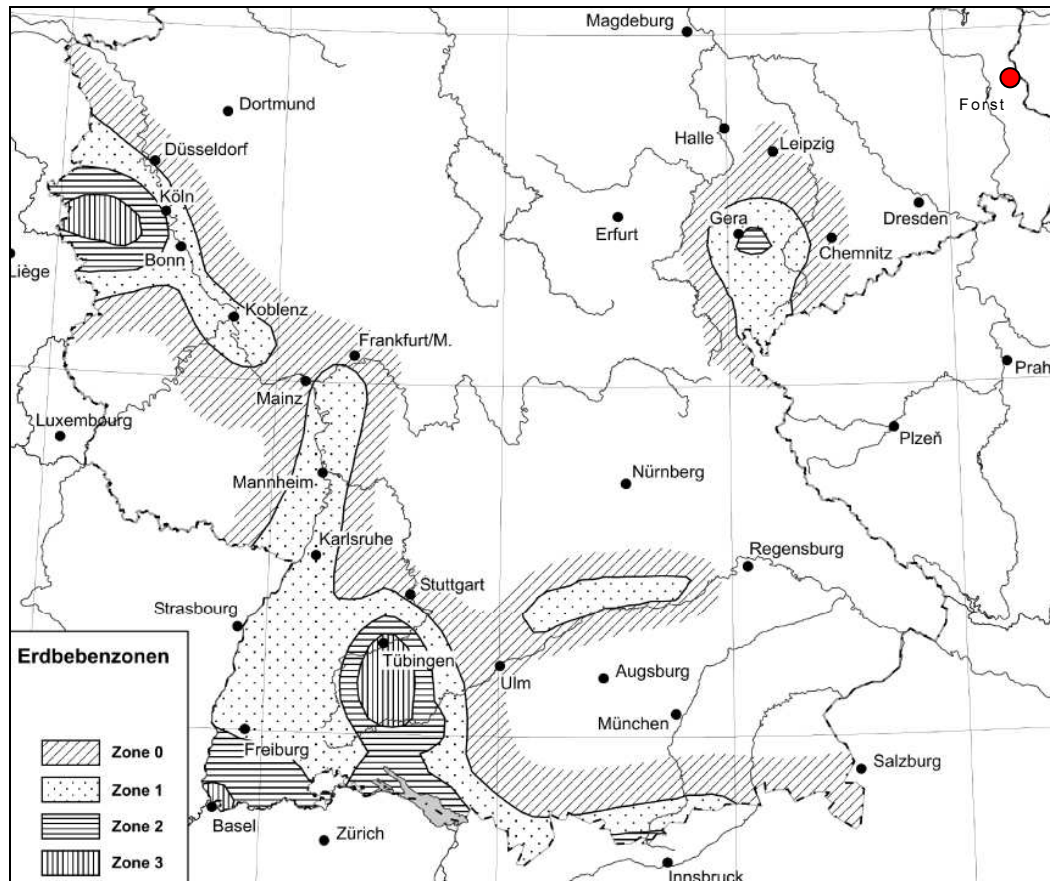 Magdeburg
Forst
Dortmund
Halle
Leipzig
Düsseldorf
Köln
Gera
Dresden
Erfurt
Liège
Bonn
Chemnitz
Koblenz
Frankfurt/M.
Prah
Mainz
Luxembourg
Plzeň
Mannheim
Nürnberg
Karlsruhe
Regensburg
Stuttgart
Strasbourg
Erdbebenzonen
Tübingen
Ulm
Augsburg
München
Freiburg
Zone 0
Salzburg
Zone 1
Basel
Zone 2
Zürich
Zone 3
Innsbruck